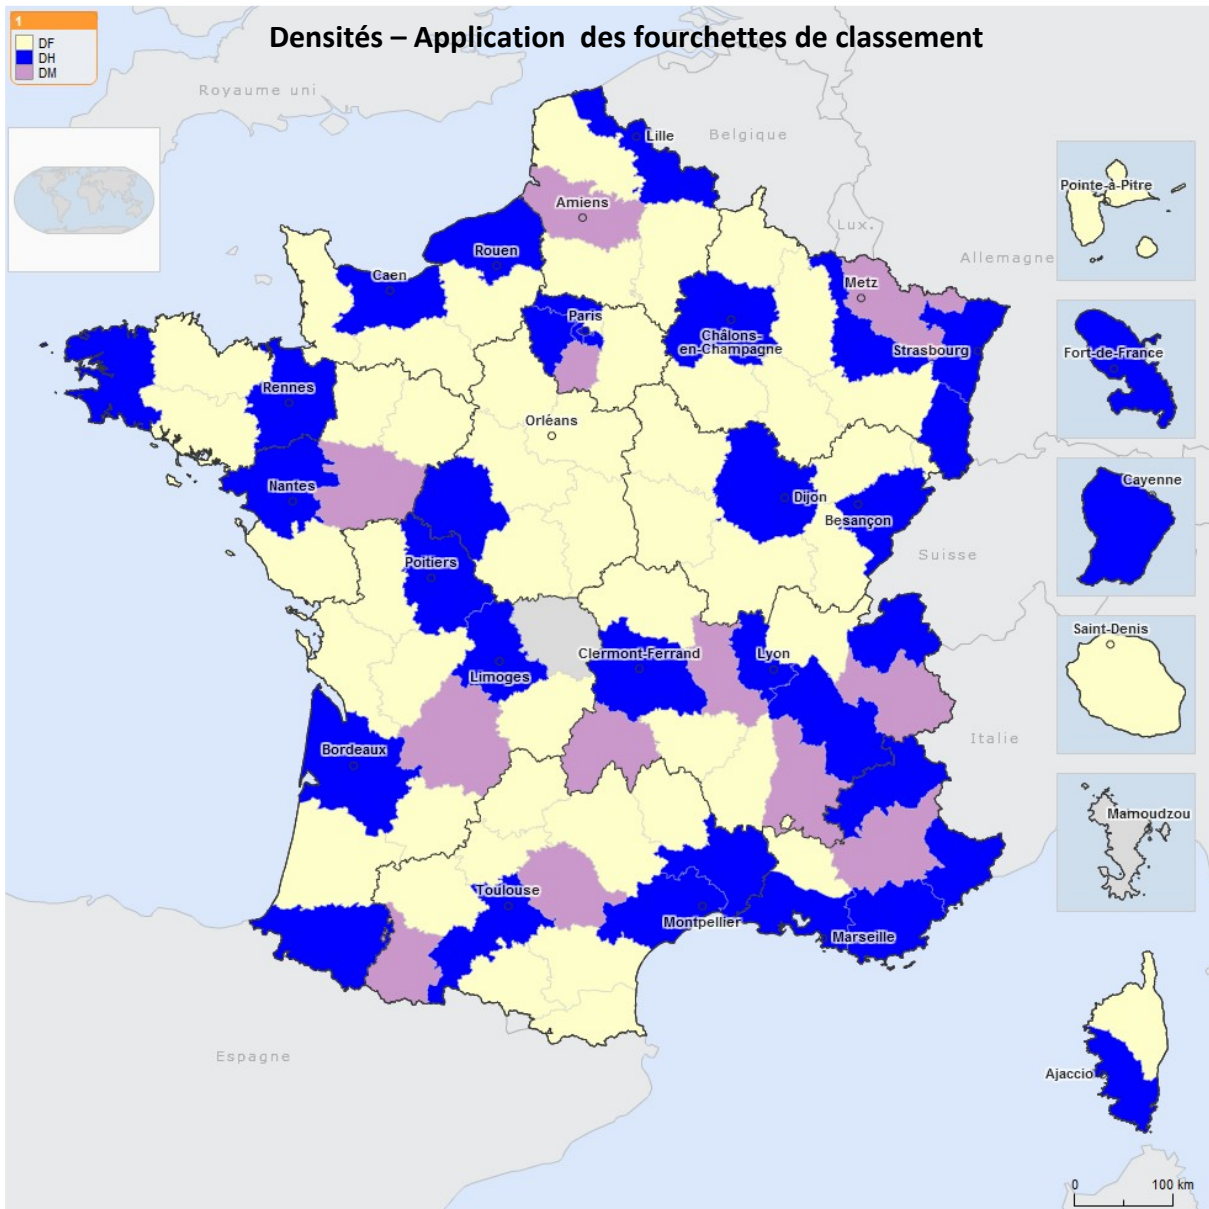 Densités – Application des fourchettes de classement
1
DF
DH
DM
Royaume uni
Lille
Belgique
Pointe-à-Pitre
Amiens
Lux.
Rouen
Allemagne
Caen
Metz
Paris
Châlons-
en-Champagne
Strasbourg
Fort-de-France
Rennes
Orléans
Cayenne
Nantes
Dijon
Besançon
Suisse
Poitiers
Saint-Denis
Clermont-Ferrand
Lyon
Limoges
Italie
Bordeaux
Mamoudzou
Toulouse
Montpellier
Marseille
Espagne
Ajaccio
0 100 km